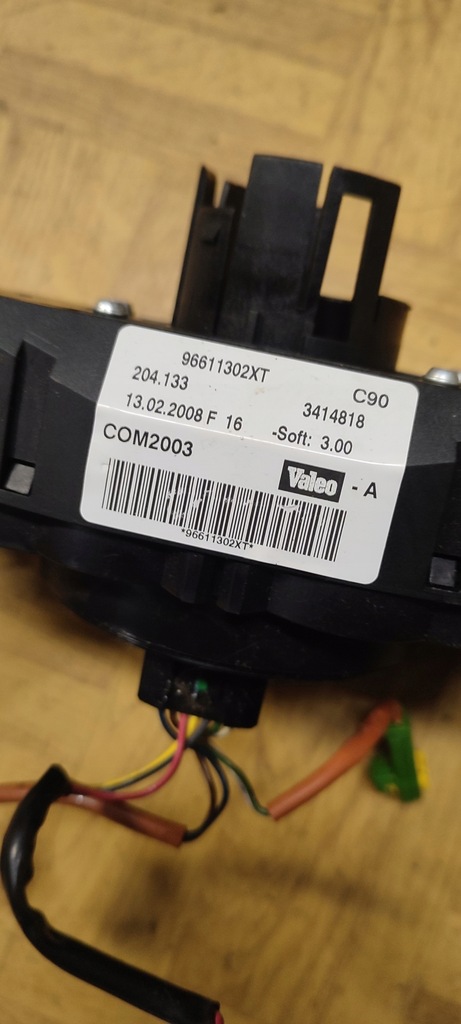 96611302XT
204.133 C90
13.02.2008 F 16 3414818
COM2003 -Soft: 3.00
Valeo - A
*96611302XT*